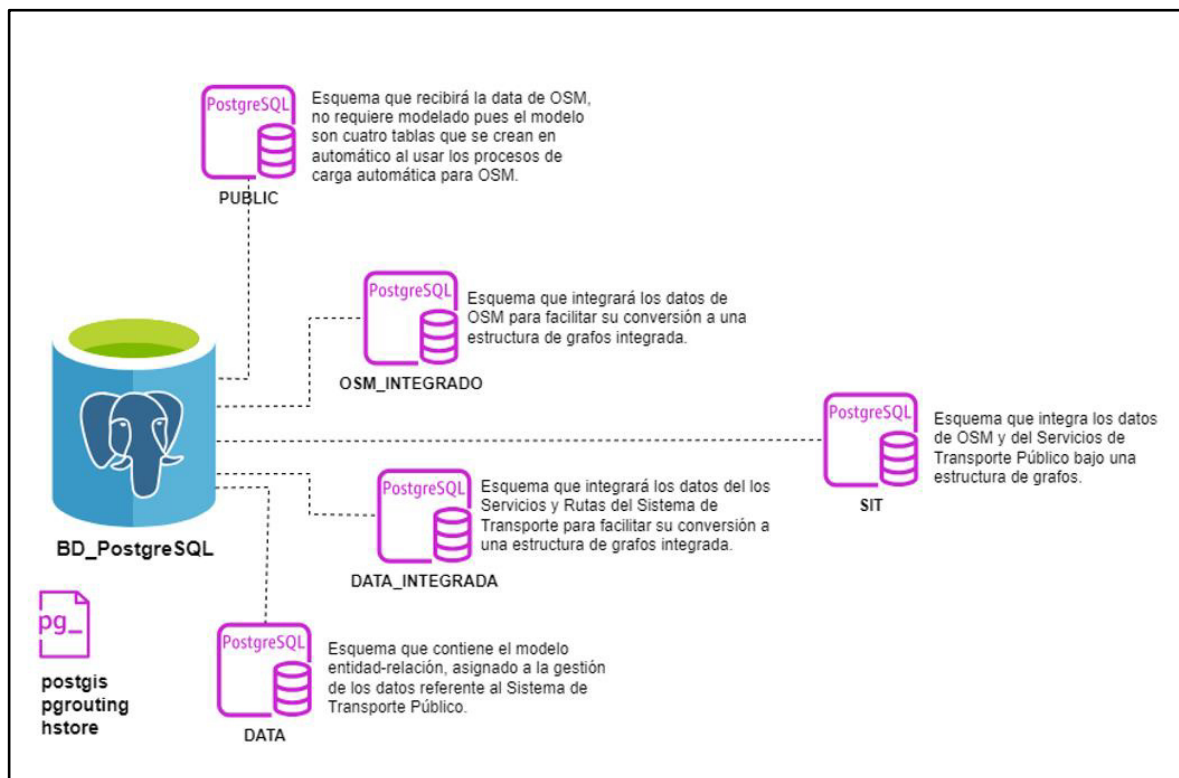 PostgreSQL
Esquema que recibirá la data de OSM,
no requiere modelado pues el modelo
son cuatro tablas que se crean en
automático al usar los procesos de
carga automática para OSM.
PUBLIC
PostgreSQL
Esquema que integrará los datos de
OSM para facilitar su conversión a una
estructura de grafos integrada.
OSM_INTEGRADO
PostgreSQL
Esquema que integra los datos
de OSM y del Servicios de
Transporte Público bajo una
estructura de grafos.
SIT
PostgreSQL
Esquema que integrará los datos del los
Servicios y Rutas del Sistema de
Transporte para facilitar su conversión a
una estructura de grafos integrada.
DATA_INTEGRADA
BD_PostgreSQL
pg_
postgis
pgrouting
hstore
PostgreSQL
Esquema que contiene el modelo
entidad-relación, asignado a la gestión
de los datos referente al Sistema de
Transporte Público.
DATA